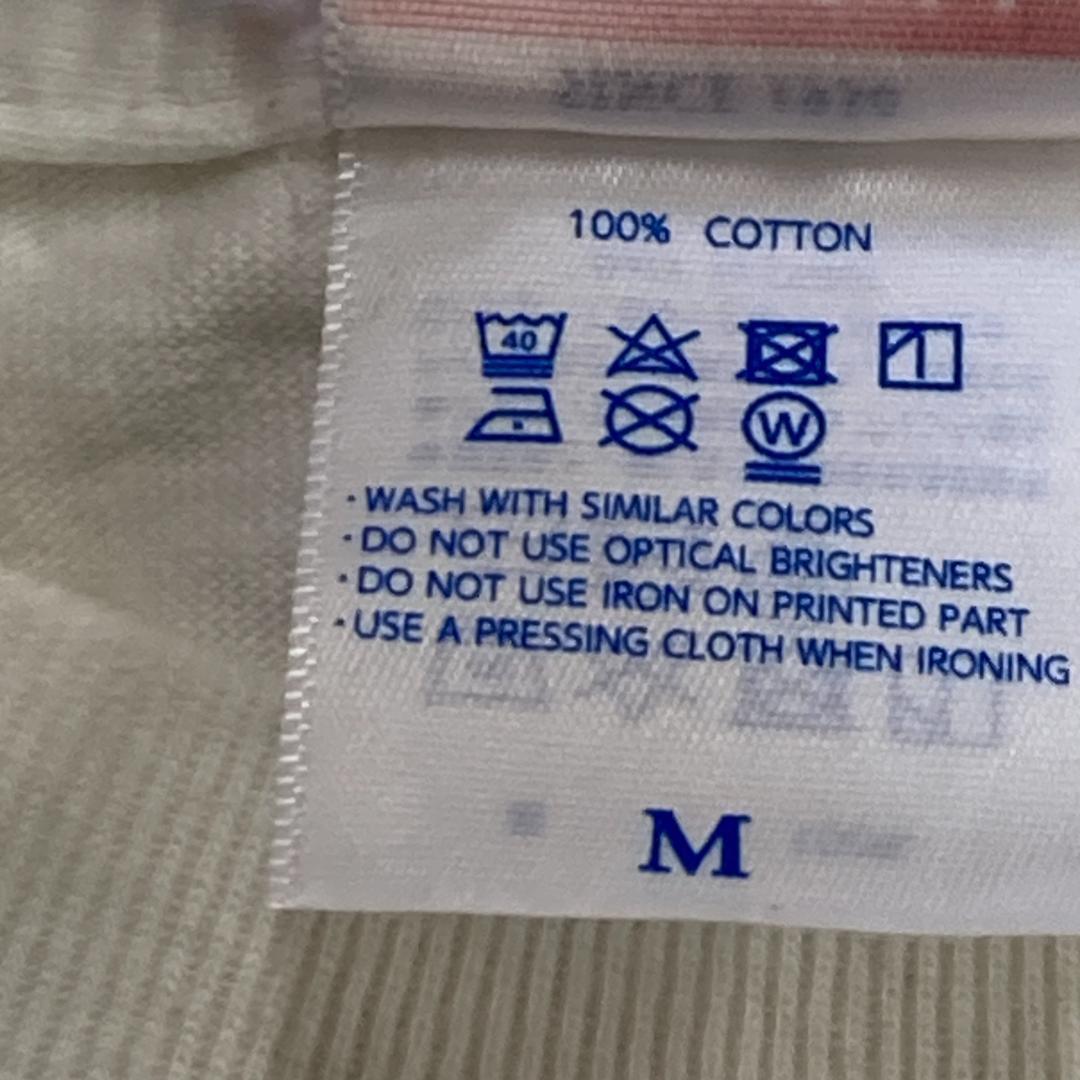 100% COTTON
40
W
· WASH WITH SIMILAR COLORS
· DO NOT USE OPTICAL BRIGHTENERS
· DO NOT USE IRON ON PRINTED PART
· USE A PRESSING CLOTH WHEN IRONING
M